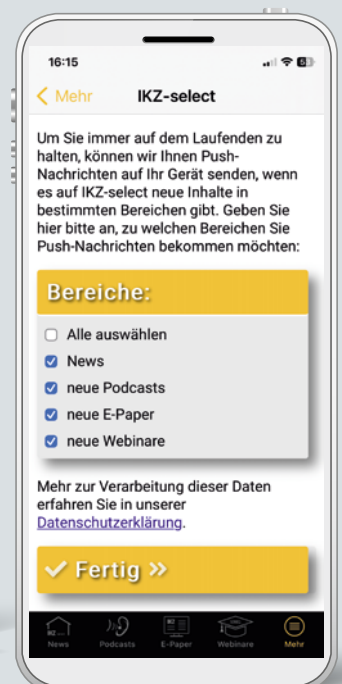 16:15
Mehr IKZ-select
Um Sie immer auf dem Laufenden zu
halten, können wir Ihnen Push-
Nachrichten auf Ihr Gerät senden, wenn
es auf IKZ-select neue Inhalte in
bestimmten Bereichen gibt. Geben Sie
hier bitte an, zu welchen Bereichen Sie
Push-Nachrichten bekommen möchten:
Bereiche:
Alle auswählen
News
neue Podcasts
neue E-Paper
neue Webinare
Mehr zur Verarbeitung dieser Daten
erfahren Sie in unserer
Datenschutzerklärung.
Fertig
News Podcasts E-Paper Webinare Mehr